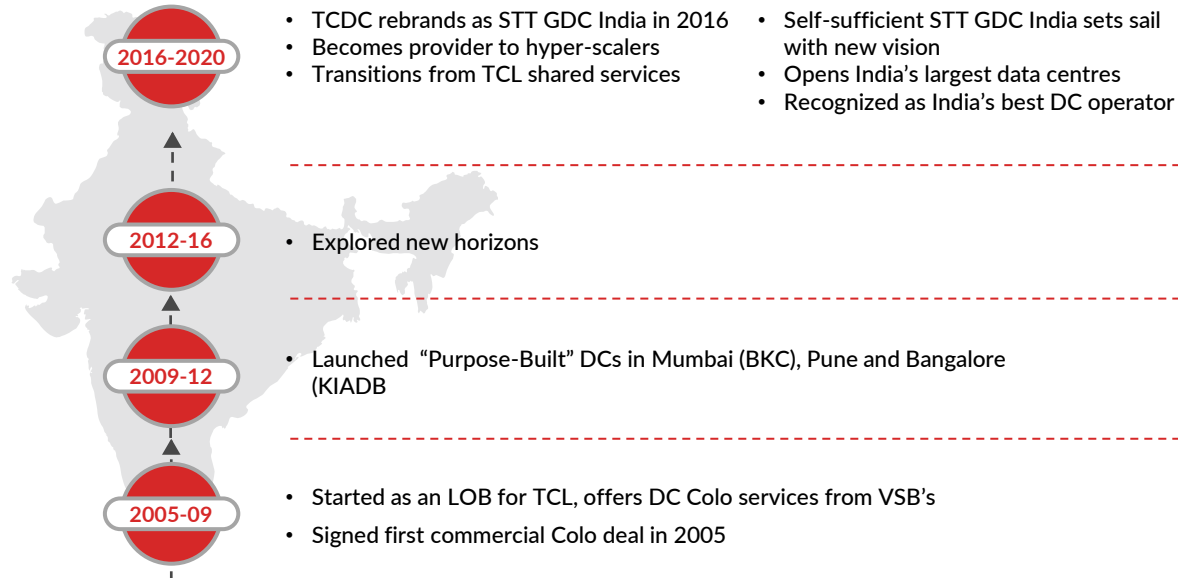 2016-2020
• TCDC rebrands as STT GDC India in 2016
• Becomes provider to hyper-scalers
• Transitions from TCL shared services
• Self-sufficient STT GDC India sets sail
with new vision
• Opens India’s largest data centres
• Recognized as India’s best DC operator
2012-16
• Explored new horizons
2009-12
• Launched “Purpose-Built” DCs in Mumbai (BKC), Pune and Bangalore
(KIADB
2005-09
• Started as an LOB for TCL, offers DC Colo services from VSB’s
• Signed first commercial Colo deal in 2005